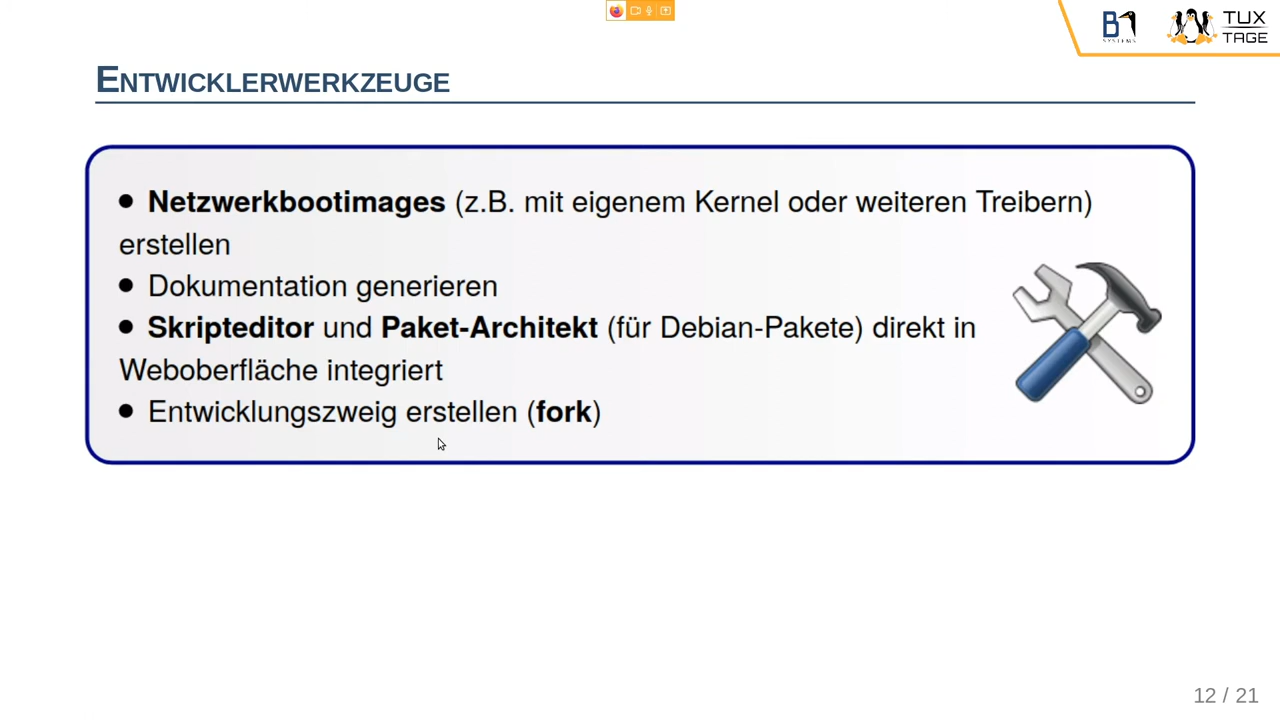 B1
SYSTEMS
TUX
TAGE
ENTWICKLERWERKZEUGE
● Netzwerkbootimages (z.B. mit eigenem Kernel oder weiteren Treibern)
erstellen
● Dokumentation generieren
● Skripteditor und Paket-Architekt (für Debian-Pakete) direkt in
Weboberfläche integriert
● Entwicklungszweig erstellen (fork)
12 / 21